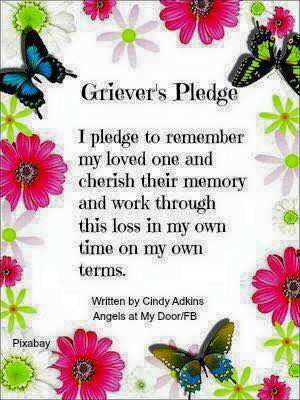 Griever's Pledge
I pledge to remember
my loved one and
cherish their memory
and work through
this loss in my own
time on my own
terms.
Written by Cindy Adkins
Angels at My Door/FB
Pixabay